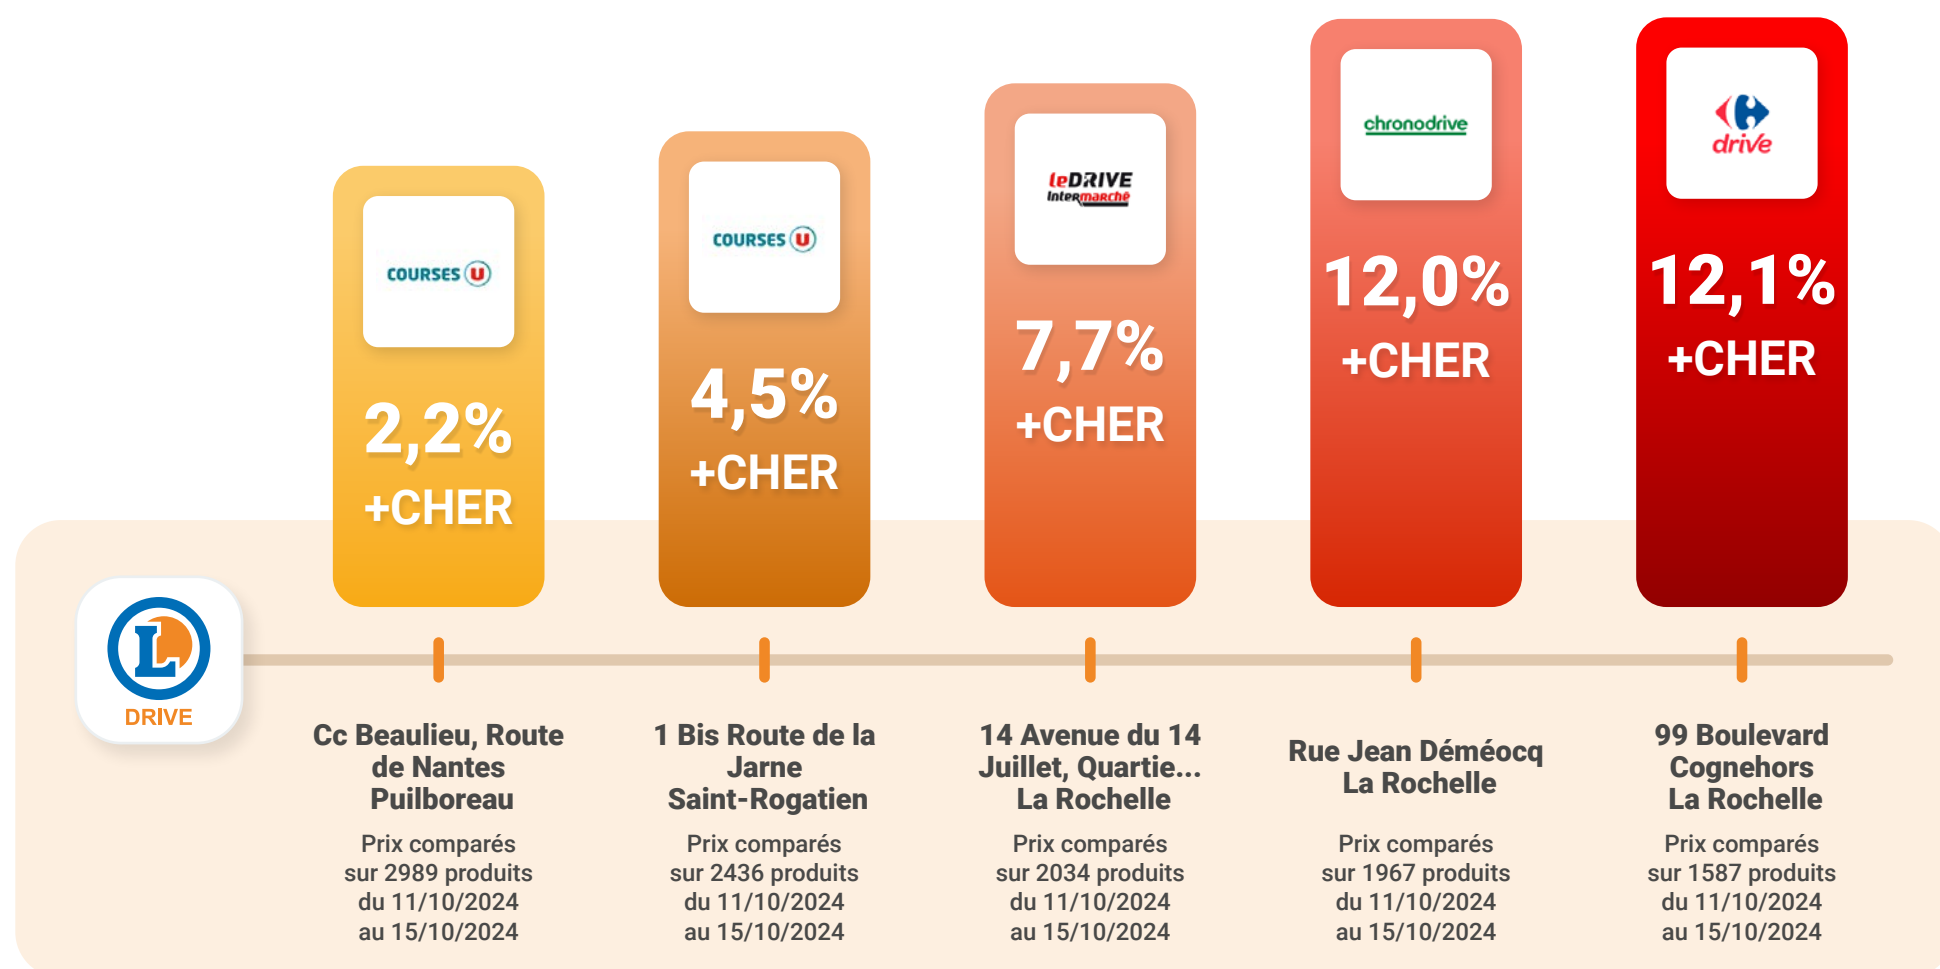 COURSES U
2,2%
+CHER
COURSES U
4,5%
+CHER
leDRIVE
Intermarché
7,7%
+CHER
chronodrive
12,0%
+CHER
drive
12,1%
+CHER
L
DRIVE
Cc Beaulieu, Route
de Nantes
Puilboreau
Prix comparés
sur 2989 produits
du 11/10/2024
au 15/10/2024
1 Bis Route de la
Jarne
Saint-Rogatien
Prix comparés
sur 2436 produits
du 11/10/2024
au 15/10/2024
14 Avenue du 14
Juillet, Quartie...
La Rochelle
Prix comparés
sur 2034 produits
du 11/10/2024
au 15/10/2024
Rue Jean Déméocq
La Rochelle
Prix comparés
sur 1967 produits
du 11/10/2024
au 15/10/2024
99 Boulevard
Cognehors
La Rochelle
Prix comparés
sur 1587 produits
du 11/10/2024
au 15/10/2024